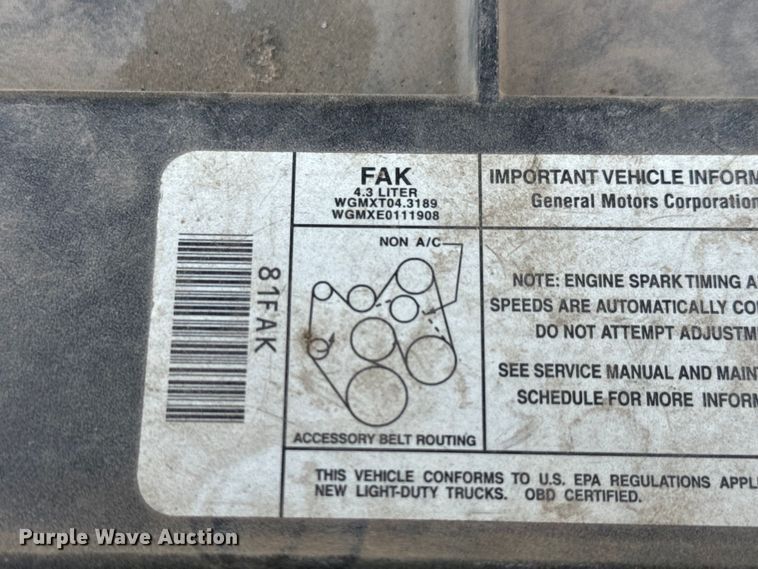 FAK
4.3 LITER
WGMXT04.3189
WGMXE0111908
IMPORTANT VEHICLE INFORM
General Motors Corporation
NON A/C
81FAK
NOTE: ENGINE SPARK TIMING A
SPEEDS ARE AUTOMATICALLY CO
DO NOT ATTEMPT ADJUSTM
SEE SERVICE MANUAL AND MAIN
SCHEDULE FOR MORE INFORM
ACCESSORY BELT ROUTING
THIS VEHICLE CONFORMS TO U.S. EPA REGULATIONS APPL
NEW LIGHT-DUTY TRUCKS. OBD CERTIFIED.
Purple Wave Auction